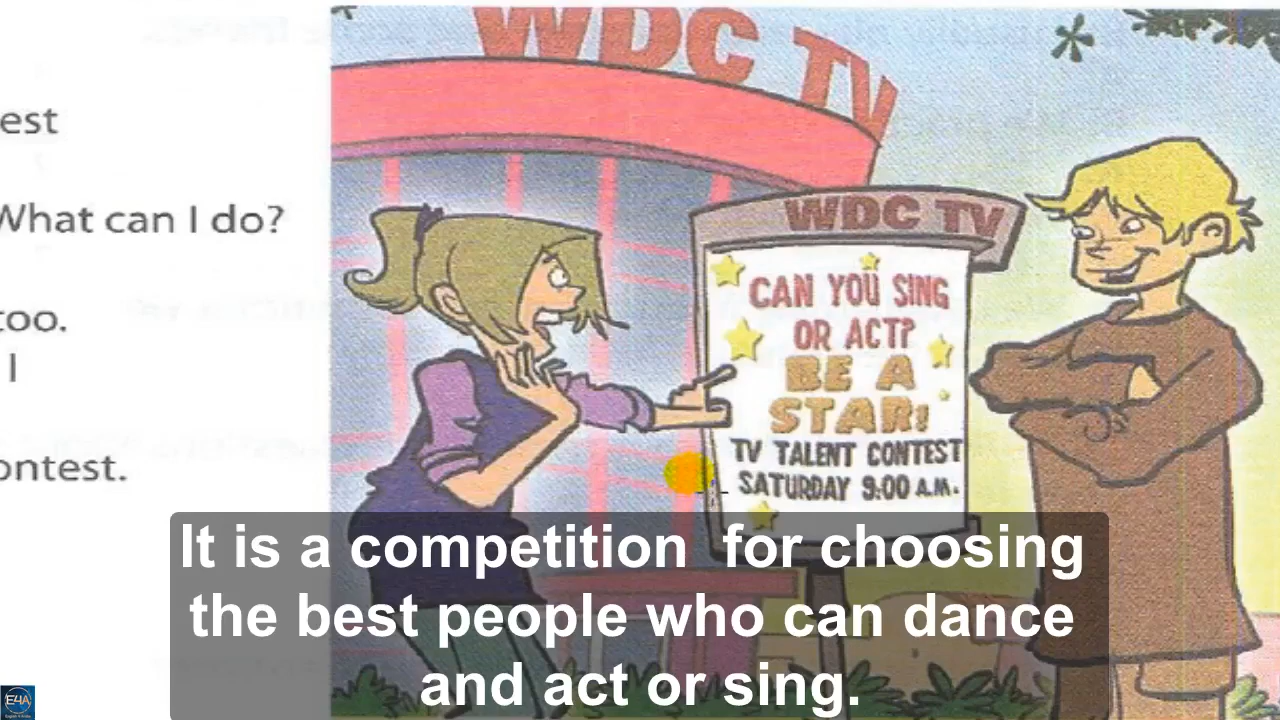 WDC TV
est
What can I do?
too.
I
ontest.
WDC TV
CAN YOU SING
OR ACT?
BE A
STAR!
TV TALENT CONTEST
SATURDAY 9:00 A.M.
It is a competition for choosing
the best people who can dance
and act or sing.
E4A